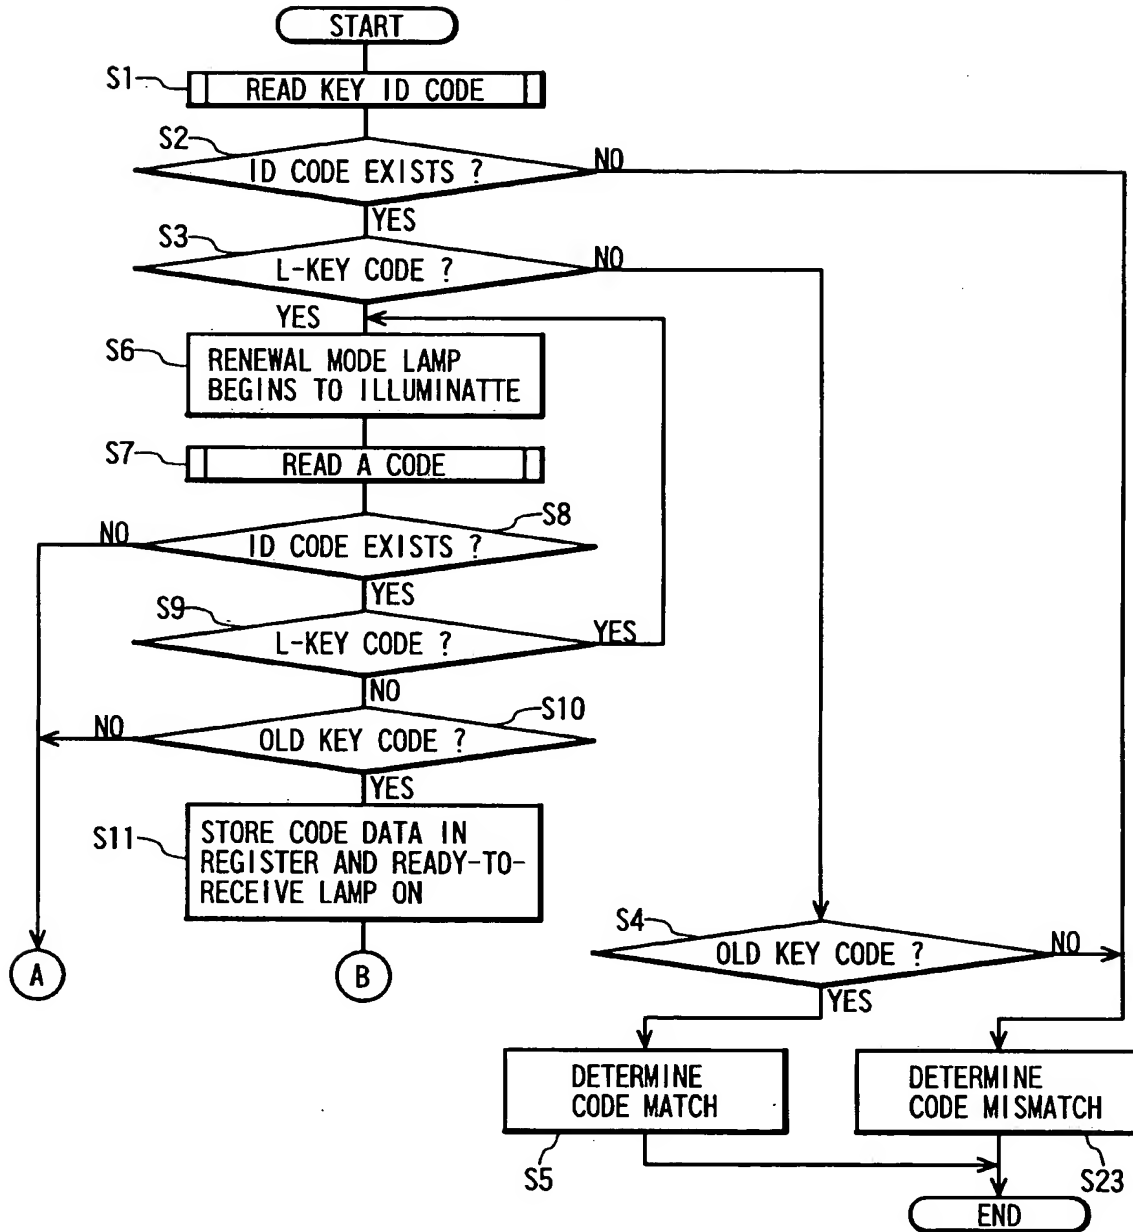 START
S1
READ KEY ID CODE
S2
ID CODE EXISTS ?
NO
YES
S3
L-KEY CODE ?
NO
YES
S6
RENEWAL MODE LAMP
BEGINS TO ILLUMINATTE
S7
READ A CODE
S8
NO
ID CODE EXISTS ?
YES
S9
L-KEY CODE ?
YES
NO
S10
NO
OLD KEY CODE ?
YES
S11
STORE CODE DATA IN
REGISTER AND READY-TO-
RECEIVE LAMP ON
A
B
S4
OLD KEY CODE ?
NO
YES
DETERMINE
CODE MATCH
S5
DETERMINE
CODE MISMATCH
S23
END